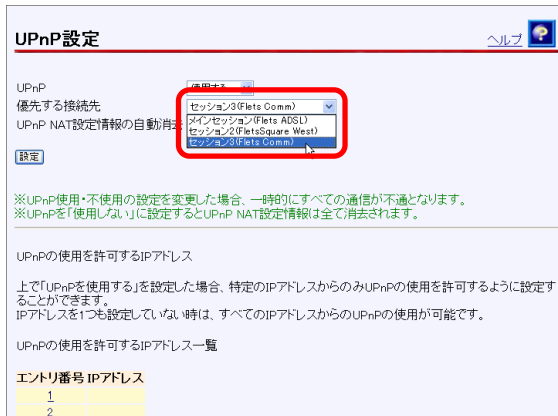 UPnP設定
ヘルプ
UPnP
使用する
優先する接続先
セッション3(Flets Comm)
UPnP NAT設定情報の自動消去
メインセッション(Flets ADSL)
セッション2(FletsSquare West)
セッション3(Flets Comm)
設定
※UPnP使用・不使用の設定を変更した場合、一時的にすべての通信が不通となります。
※UPnPを「使用しない」に設定するとUPnP NAT設定情報は全て消去されます。
UPnPの使用を許可するIPアドレス
上で「UPnPを使用する」を設定した場合、特定のIPアドレスからのみUPnPの使用を許可するように設定す
ることができます。
IPアドレスを1つも設定していない時は、すべてのIPアドレスからのUPnPの使用が可能です。
UPnPの使用を許可するIPアドレス一覧
エントリ番号 IPアドレス
1
2